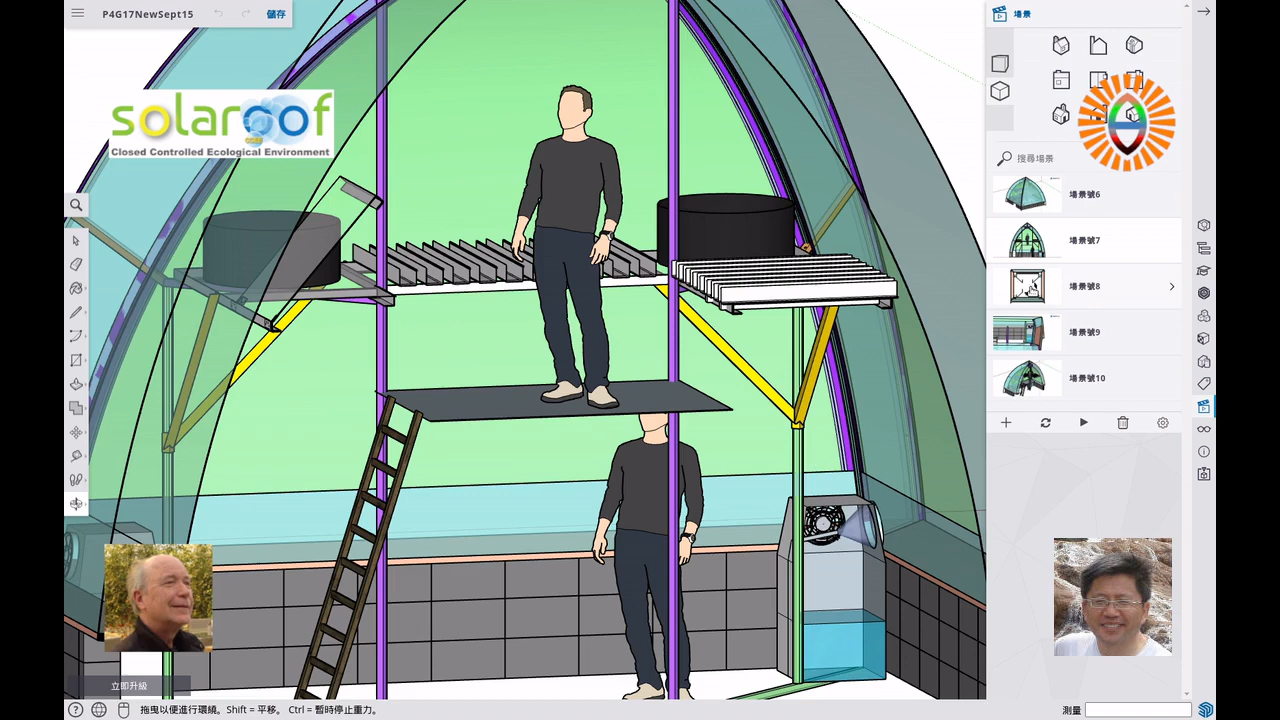 P4G17NewSept15
儲存
場景
solaroof
Closed Controlled Ecological Environment
搜尋場景
場景號6
場景號7
場景號8
場景號9
場景號10
立即升級
拖曳以便進行環繞。Shift = 平移。 Ctrl = 暫時停止重力。
測量